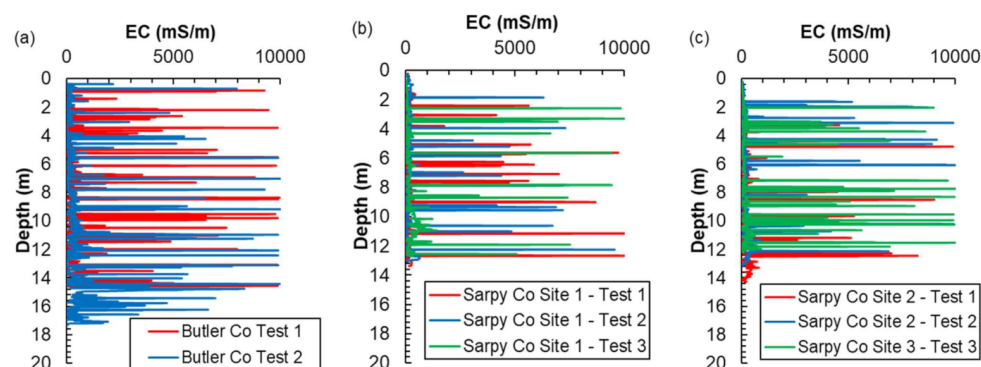 (a)
EC (mS/m)
0 5000 10000
Depth (m)
0
2
4
6
8
10
12
14
16
18
20
Butler Co Test 1
Butler Co Test 2
(b)
EC (mS/m)
0 5000 10000
Depth (m)
0
2
4
6
8
10
12
14
16
18
20
Sarpy Co Site 1 - Test 1
Sarpy Co Site 1 - Test 2
Sarpy Co Site 1 - Test 3
(c)
EC (mS/m)
0 5000 10000
Depth (m)
0
2
4
6
8
10
12
14
16
18
20
Sarpy Co Site 2 - Test 1
Sarpy Co Site 2 - Test 2
Sarpy Co Site 3 - Test 3